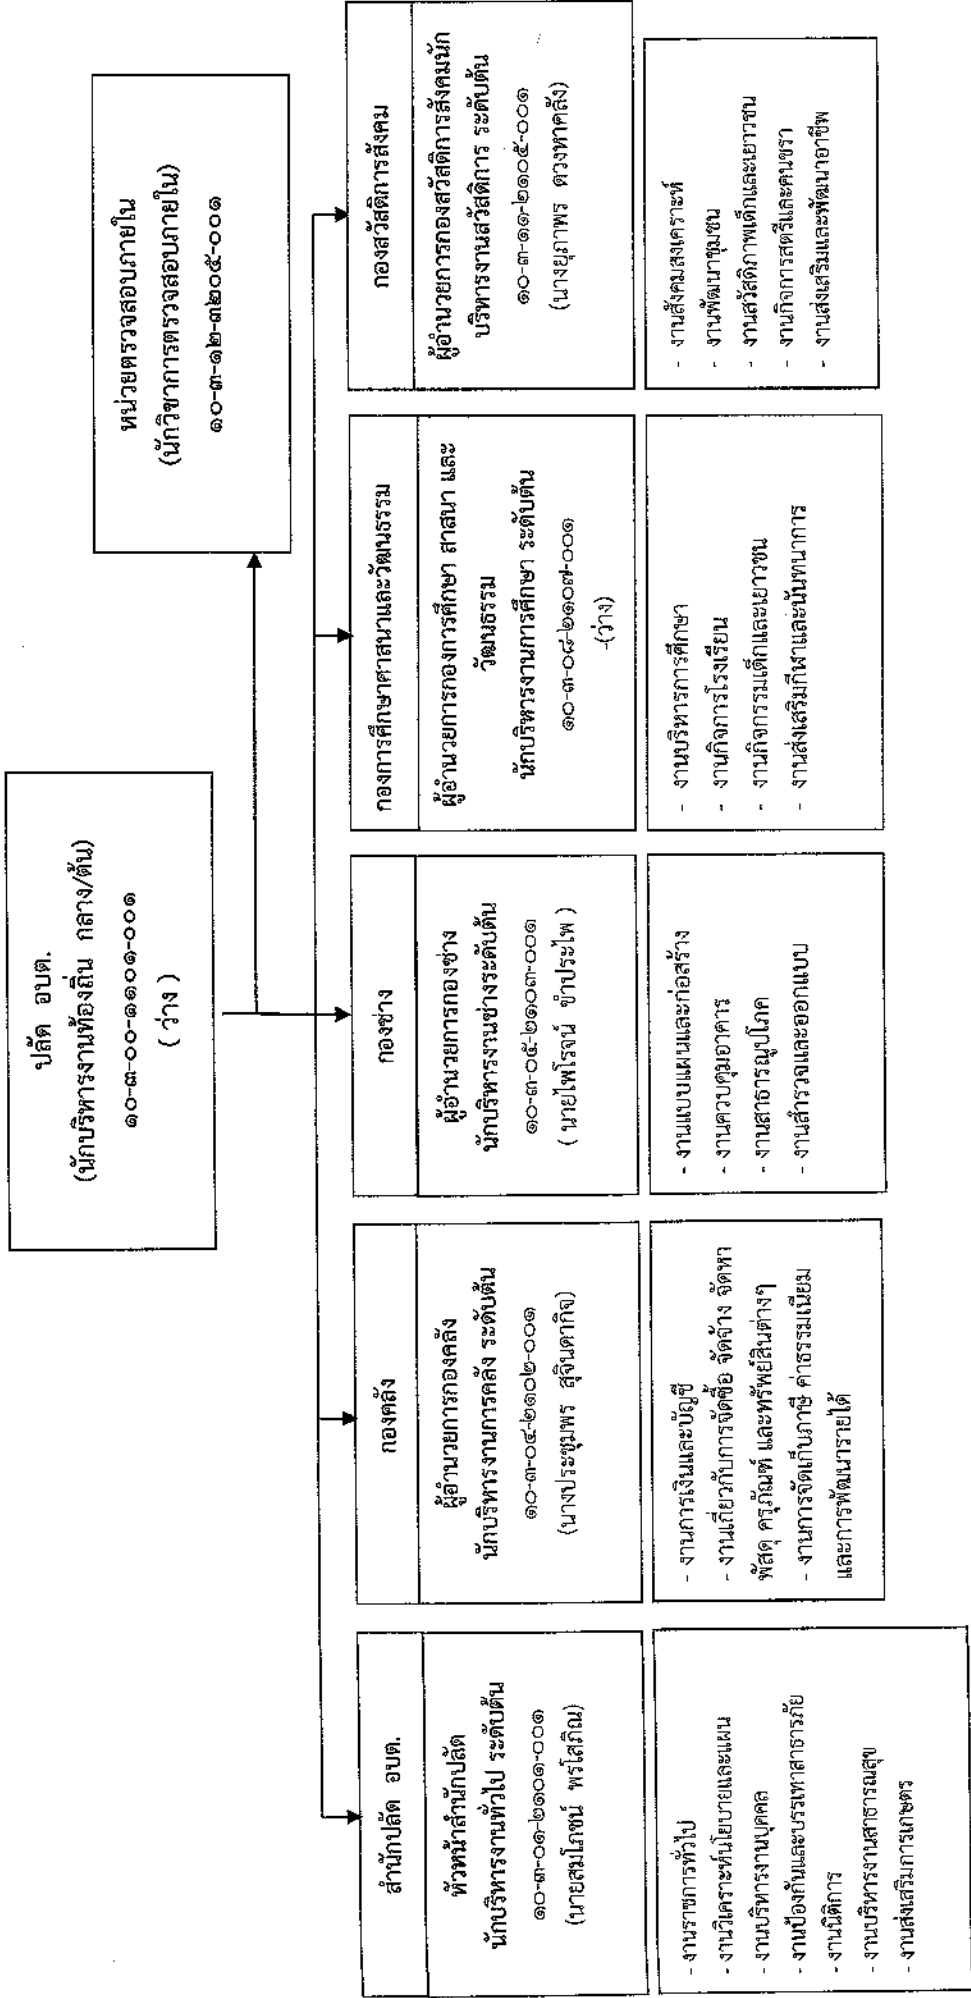 ปลัด อบต.
(นักบริหารงานท้องถิ่น กลาง/ต้น)
๑๐-๓-๐๐-๑๑๐๑-๐๐๑
( ว่าง )
หน่วยตรวจสอบภายใน
(นักวิชาการตรวจสอบภายใน)
๑๐-๓-๑๒-๓๒๐๕-๐๐๑
สำนักปลัด อบต.
หัวหน้าสำนักปลัด
นักบริหารงานทั่วไป ระดับต้น
๑๐-๓-๐๑-๒๑๐๑-๐๐๑
(นายสมโภชน์ พรโสภิณ)
- งานราชการทั่วไป
- งานวิเคราะห์นโยบายและแผน
- งานบริหารงานบุคคล
- งานป้องกันและบรรเทาสาธารภัย
- งานนิติการ
- งานบริหารงานสาธารณสุข
- งานส่งเสริมการเกษตร
กองคลัง
ผู้อำนวยการกองคลัง
นักบริหารงานการคลัง ระดับต้น
๑๐-๓-๐๔-๒๑๐๒-๐๐๑
(นางประชุมพร สุจินดากิจ)
- งานการเงินและบัญชี
- งานเกี่ยวกับการจัดซื้อ จัดจ้าง จัดหา
พัสดุ ครุภัณฑ์ และทรัพย์สินต่างๆ
- งานการจัดเก็บภาษี ค่าธรรมเนียม
และการพัฒนารายได้
กองช่าง
ผู้อำนวยการกองช่าง
นักบริหารงานช่างระดับต้น
๑๐-๓-๐๕-๒๑๐๓-๐๐๑
( นายไพโรจน์ ขำประไพ )
- งานแบบแผนและก่อสร้าง
- งานควบคุมอาคาร
- งานสาธารณูปโภค
- งานสำรวจและออกแบบ
กองการศึกษาศาสนาและวัฒนธรรม
ผู้อำนวยการกองการศึกษา สาสนา และ
วัฒนธรรม
นักบริหารงานการศึกษา ระดับต้น
๑๐-๓-๐๘-๒๑๐๗-๐๐๑
-(ว่าง)
- งานบริหารการศึกษา
- งานกิจการโรงเรียน
- งานกิจกรรมเด็กและเยาวชน
- งานส่งเสริมกีฬาและนันทนาการ
กองสวัสดิการสังคม
ผู้อำนวยการกองสวัสดิการสังคมนัก
บริหารงานสวัสดิการ ระดับต้น
๑๐-๓-๑๑-๒๑๐๕-๐๐๑
(นางยุภาพร ดวงหาคลัง)
- งานสังคมสงเคราะห์
- งานพัฒนาชุมชน
- งานสวัสดิภาพเด็กและเยาวชน
- งานกิจการสตรีและคนชรา
- งานส่งเสริมและพัฒนาอาชีพ